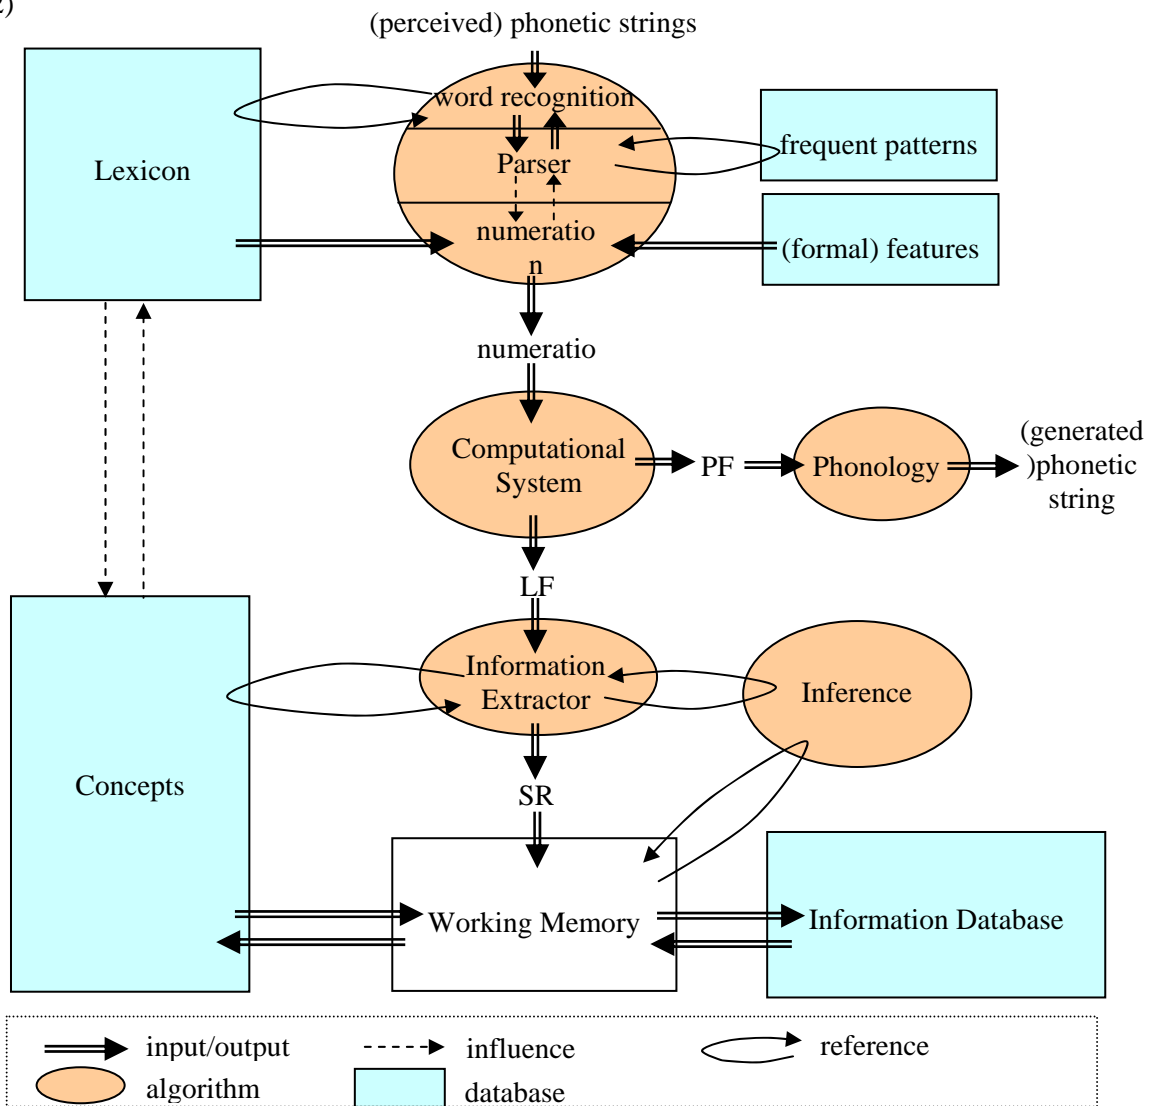 2)
(perceived) phonetic strings
word recognition
Parser
numeratio
n
Lexicon
frequent patterns
(formal) features
numeratio
Computational
System
PF
Phonology
(generated
)phonetic
string
LF
Information
Extractor
Inference
SR
Concepts
Working Memory
Information Database
input/output
influence
reference
algorithm
database